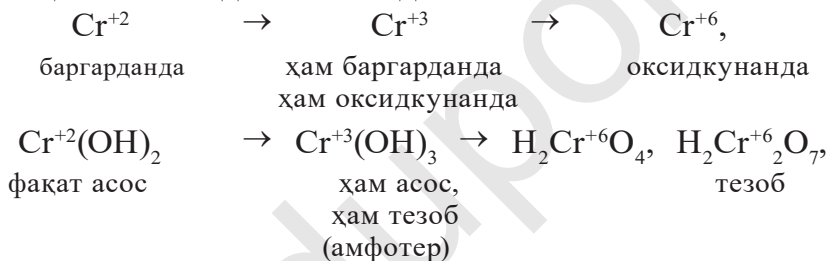 Cr⁺² → Cr⁺³ → Cr⁺⁶,
баргарданда ҳам баргарданда оксидкунанда
ҳам оксидкунанда
Cr⁺²(OH)₂ → Cr⁺³(OH)₃ → H₂Cr⁺⁶O₄, H₂Cr⁺⁶₂O₇,
фақат асос ҳам асос, тезоб
ҳам тезоб
(амфотер)